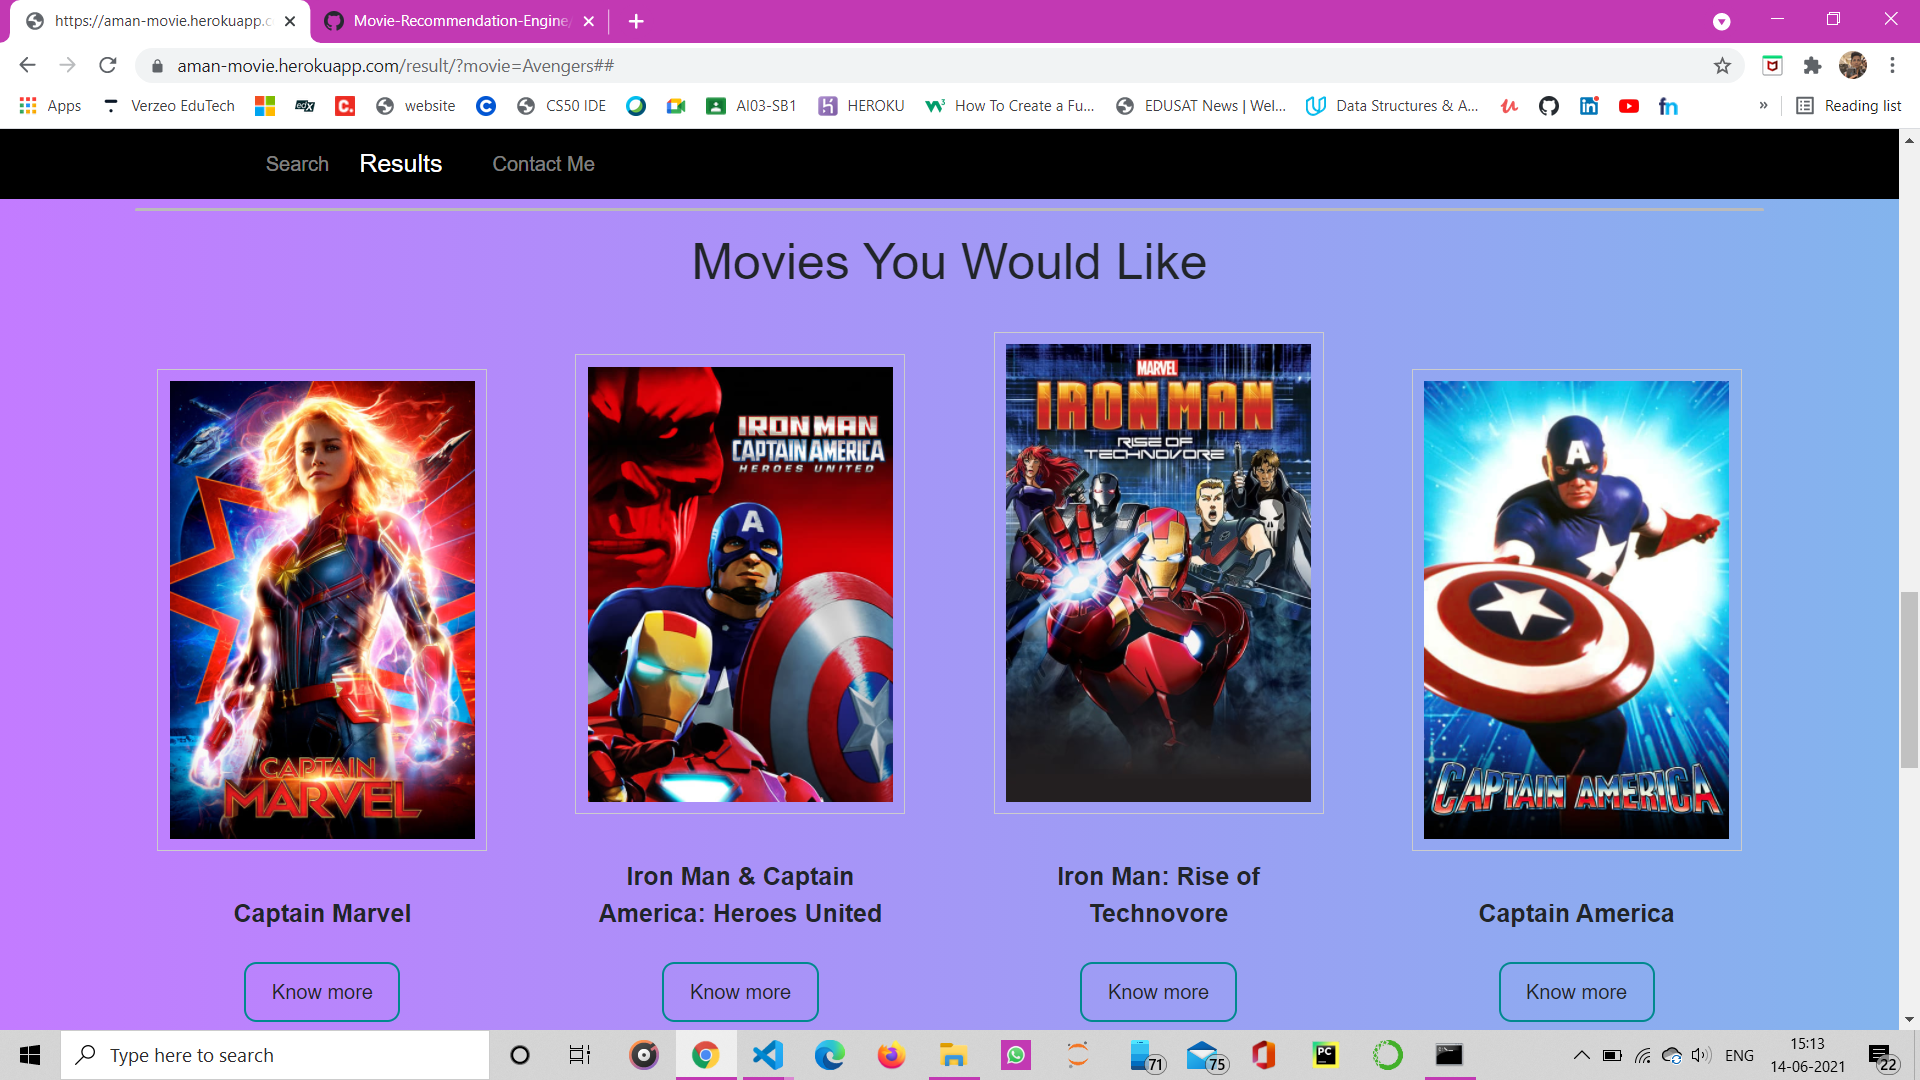 https://aman-movie.herokuapp.c
Movie-Recommendation-Engine/
aman-movie.herokuapp.com/result/?movie=Avengers##
Apps
Verzeo EduTech
edX
C.
website
C
CS50 IDE
AI03-SB1
HEROKU
How To Create a Fu...
EDUSAT News | Wel...
Data Structures & A...
in
fn
»
Reading list
Search
Results
Contact Me
Movies You Would Like
CAPTAIN
MARVEL
IRON MAN
CAPTAIN AMERICA
HEROES UNITED
A
MARVEL
IRON MAN
RISE OF
TECHNOVORE
A
CAPTAIN AMERICA
Captain Marvel
Iron Man & Captain
America: Heroes United
Iron Man: Rise of
Technovore
Captain America
Know more
Know more
Know more
Know more
Type here to search
71
75
PC
ENG
15:13
14-06-2021
22